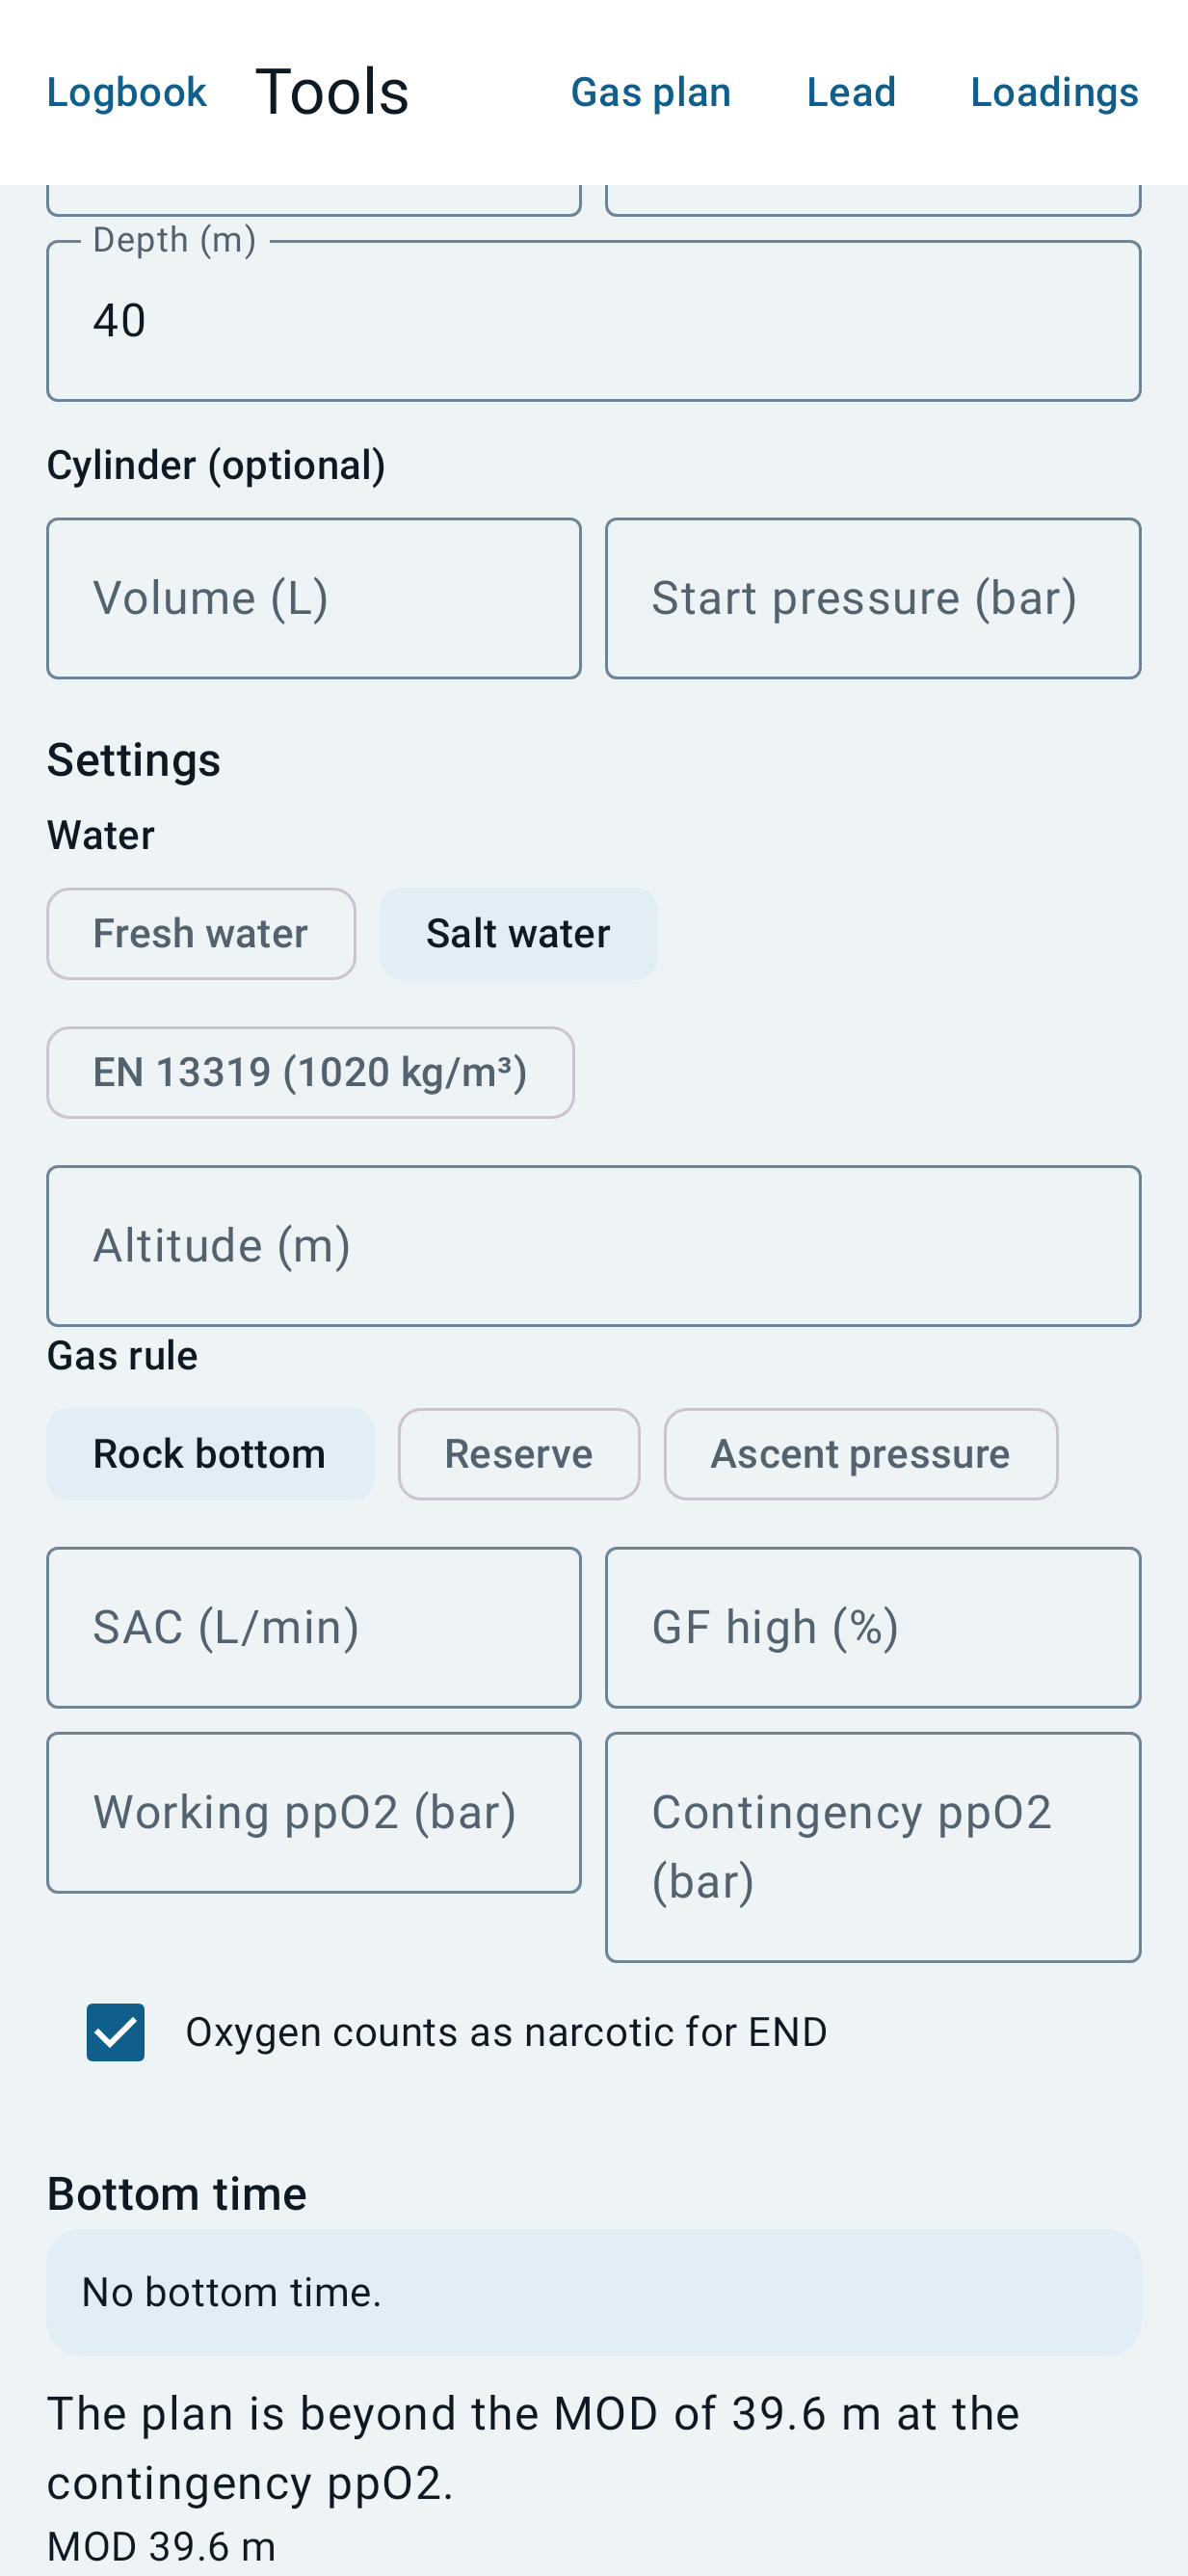 Logbook Tools Gas plan Lead Loadings
Depth (m)
40
Cylinder (optional)
Volume (L) Start pressure (bar)
Settings
Water
Fresh water Salt water
EN 13319 (1020 kg/m³)
Altitude (m)
Gas rule
Rock bottom Reserve Ascent pressure
SAC (L/min) GF high (%)
Working ppO2 (bar) Contingency ppO2
(bar)
Oxygen counts as narcotic for END
Bottom time
No bottom time.
The plan is beyond the MOD of 39.6 m at the
contingency ppO2.
MOD 39.6 m